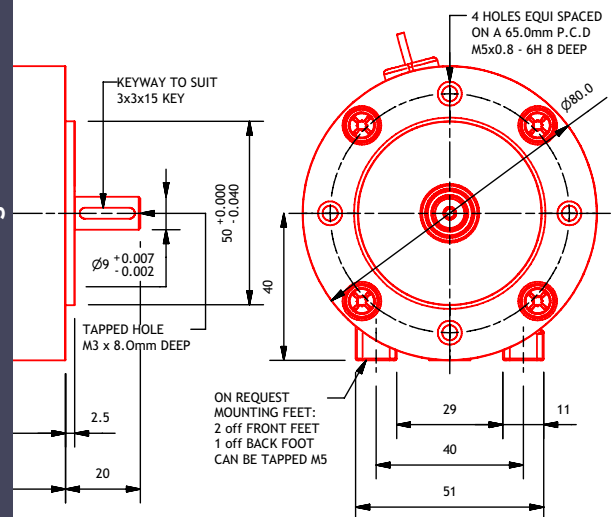 4 HOLES EQUI SPACED
ON A 65.0mm P.C.D
M5x0.8 - 6H 8 DEEP
KEYWAY TO SUIT
3x3x15 KEY
Ø80.0
50 +0.000
-0.040
Ø9 +0.007
-0.002
40
TAPPED HOLE
M3 x 8.0mm DEEP
ON REQUEST
MOUNTING FEET:
2 off FRONT FEET
1 off BACK FOOT
CAN BE TAPPED M5
2.5
20
29
11
40
51